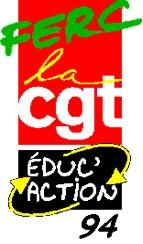 FERC
la
cgt
ÉDUC'
ACTION
94